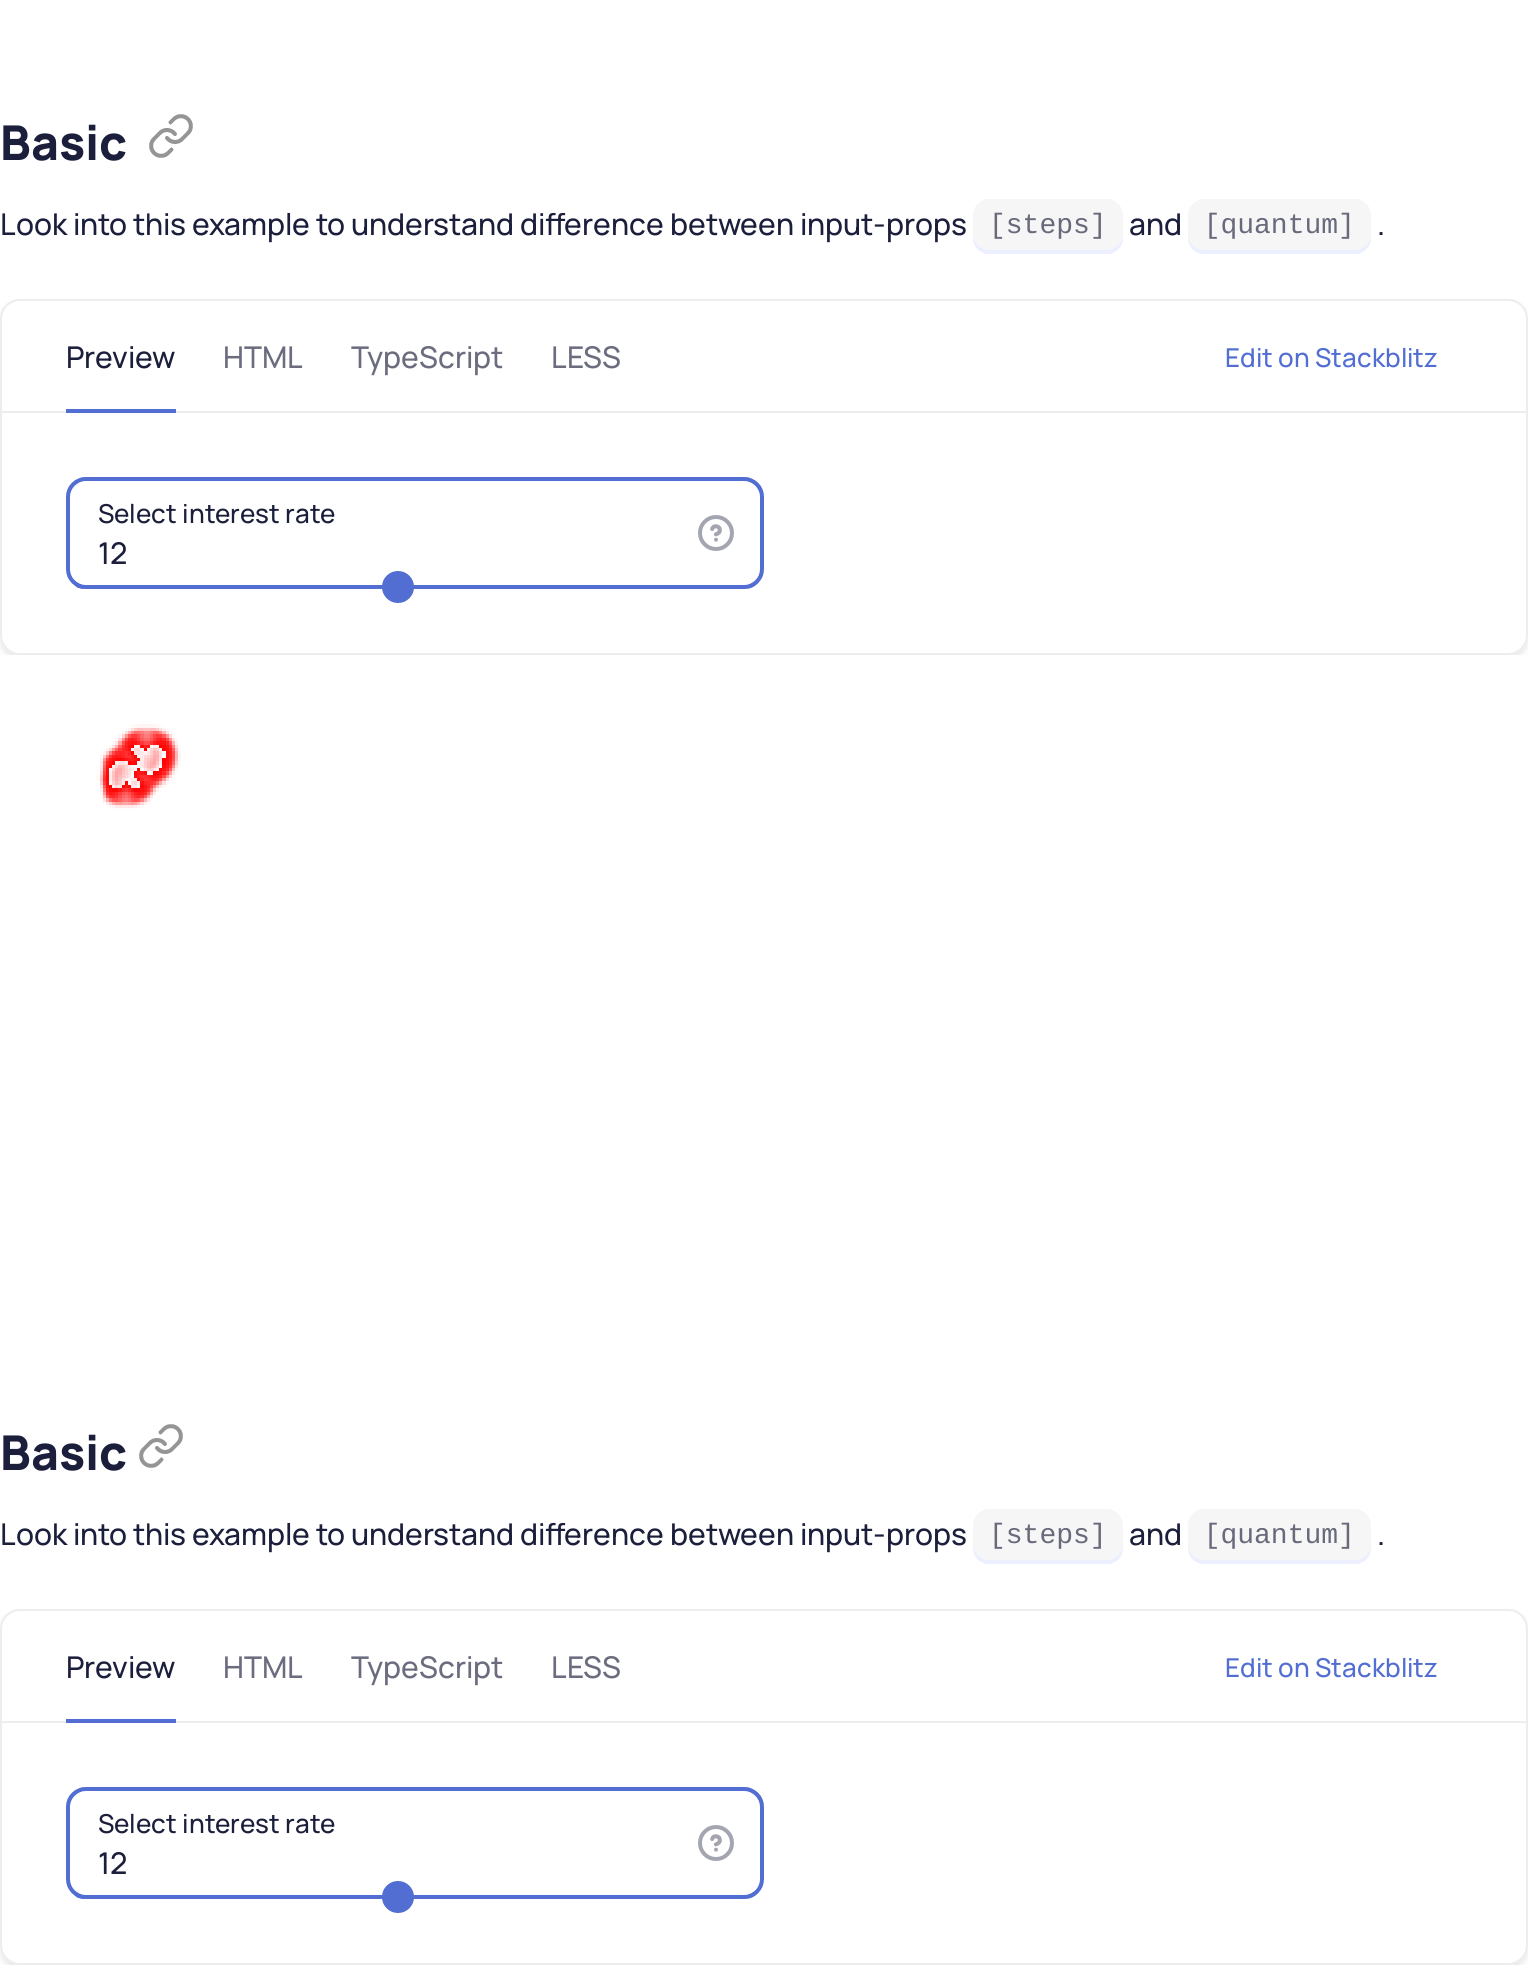 Basic
Look into this example to understand difference between input-props [steps] and [quantum] .
Preview HTML TypeScript LESS Edit on Stackblitz
Select interest rate
12
Basic
Look into this example to understand difference between input-props [steps] and [quantum] .
Preview HTML TypeScript LESS Edit on Stackblitz
Select interest rate
12